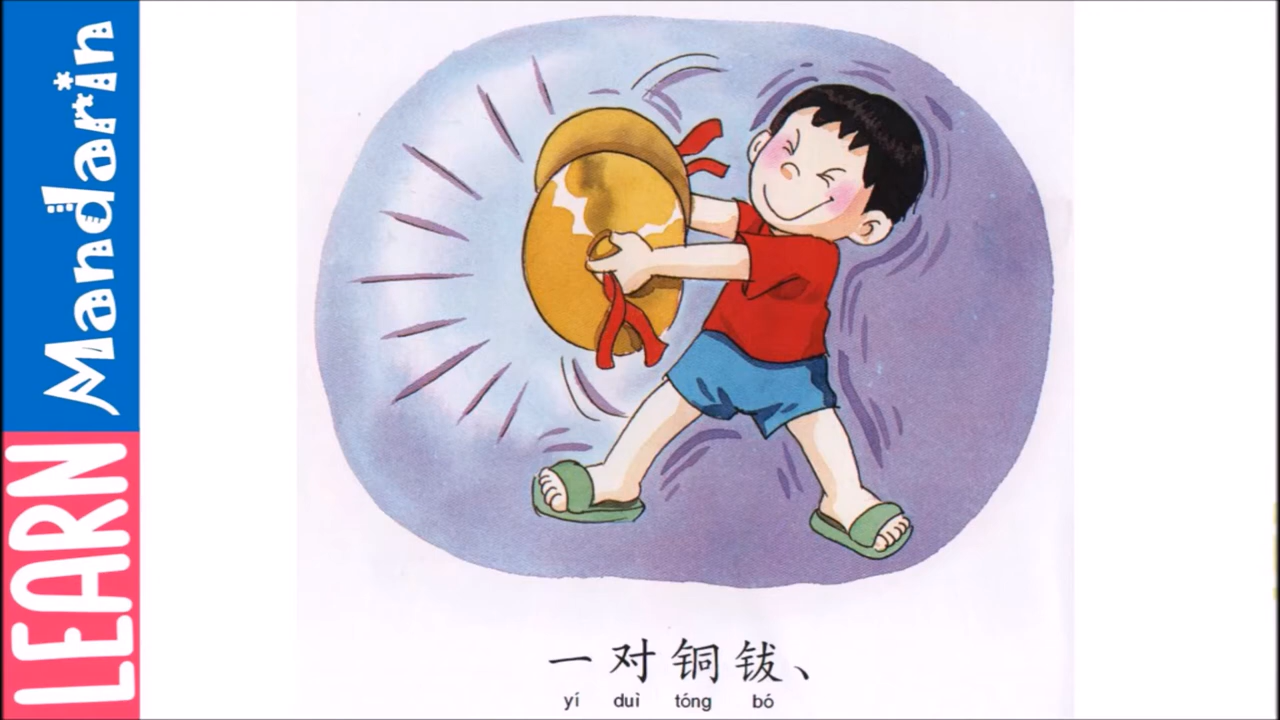 LEARN Mandarin
一对铜钹、
yí duì tóng bó